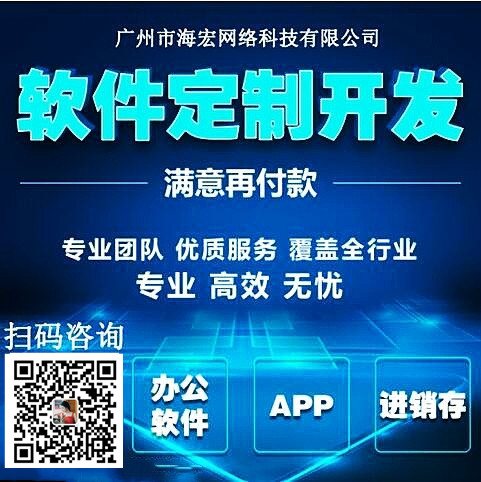 广州市海宏网络科技有限公司
软件定制开发
满意再付款
专业团队 优质服务 覆盖全行业
专业 高效 无忧
扫码咨询
办公
软件
APP
进销存